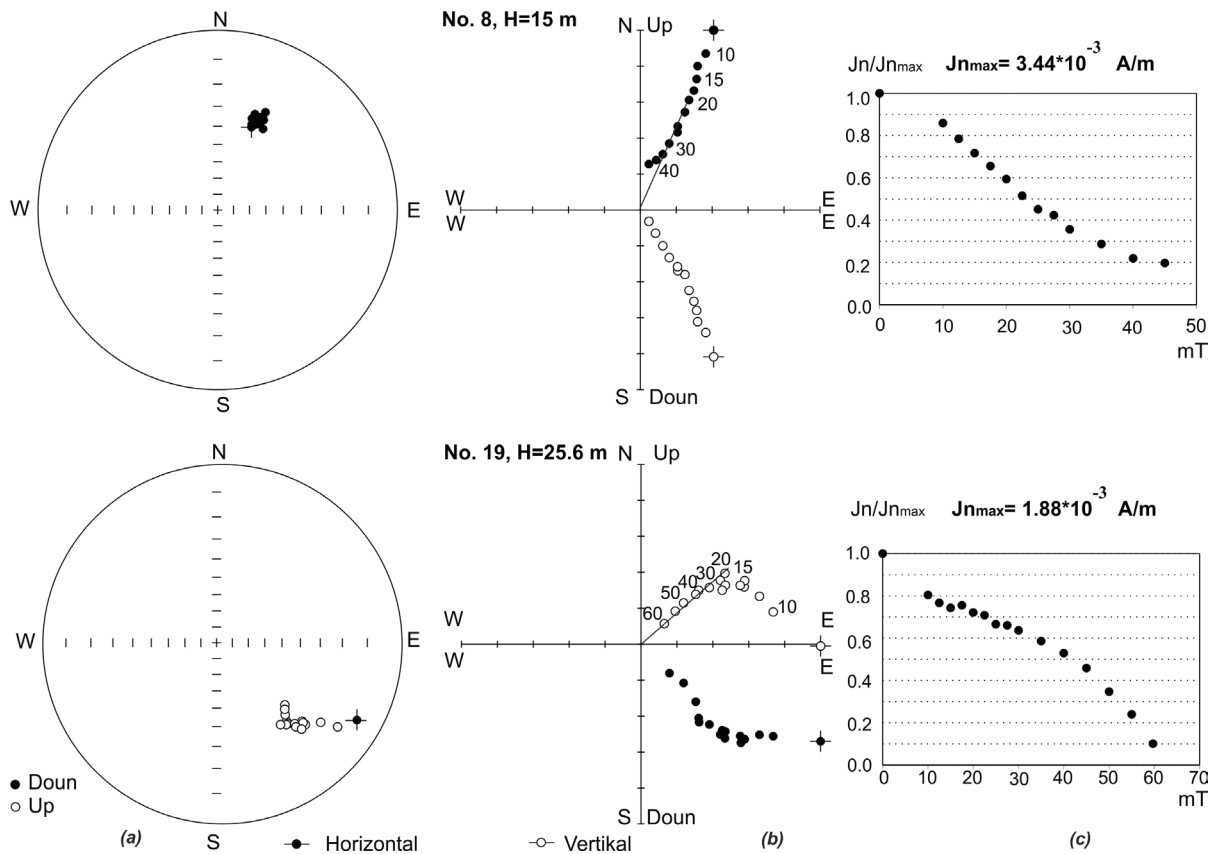 No. 8, H=15 m
N
W
E
S
N Up
10
15
20
30
40
W E
W E
S Doun
Jn/Jnmax Jnmax= 3.44*10-3 A/m
1.0
0.8
0.6
0.4
0.2
0.0
0 10 20 30 40 50
mT
No. 19, H=25.6 m
N
W
E
S
N Up
20
15
30
40
50
60
10
W E
W E
S Doun
Jn/Jnmax Jnmax= 1.88*10-3 A/m
1.0
0.8
0.6
0.4
0.2
0.0
0 10 20 30 40 50 60 70
mT
Doun
Up
(a)
Horizontal
Vertikal
(b)
(c)